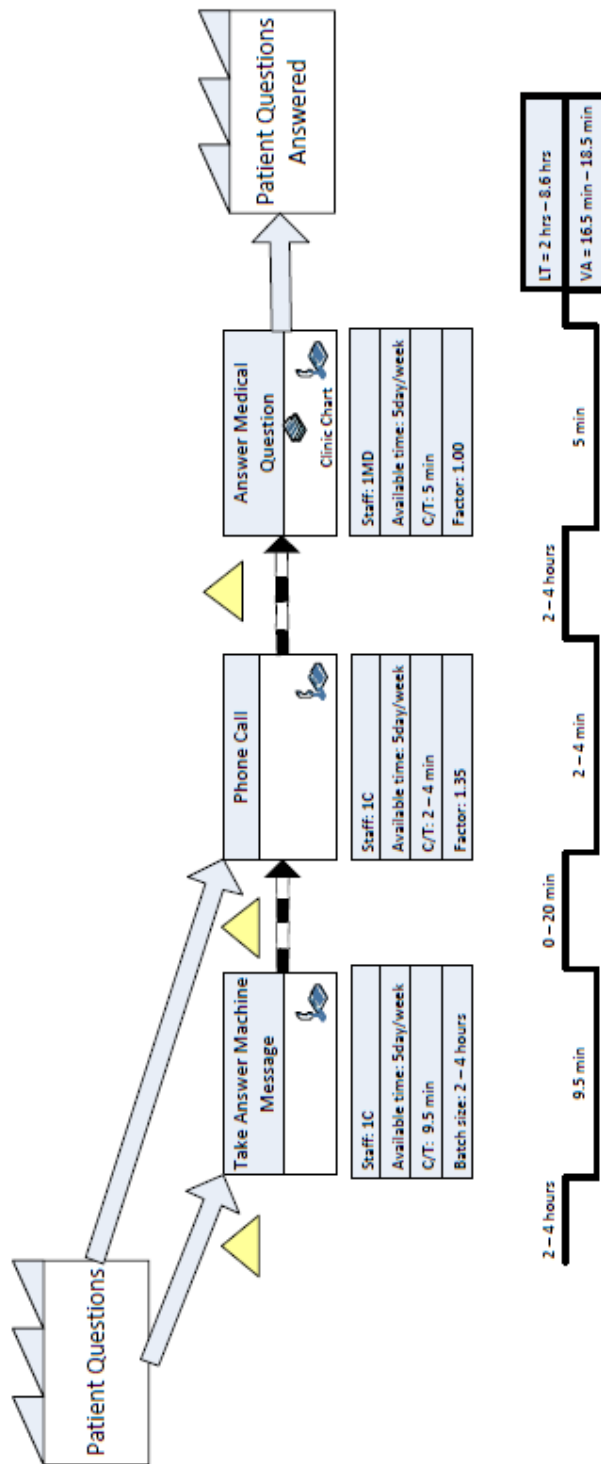 Patient Questions
Take Answer Machine
Message
Staff: 1C
Available time: 5day/week
C/T: 9.5 min
Batch size: 2 – 4 hours
Phone Call
Staff: 1C
Available time: 5day/week
C/T: 2 – 4 min
Factor: 1.35
Answer Medical
Question
Clinic Chart
Staff: 1MD
Available time: 5day/week
C/T: 5 min
Factor: 1.00
Patient Questions
Answered
2 – 4 hours
9.5 min
0 – 20 min
2 – 4 min
2 – 4 hours
5 min
LT = 2 hrs – 8.6 hrs
VA = 16.5 min – 18.5 min